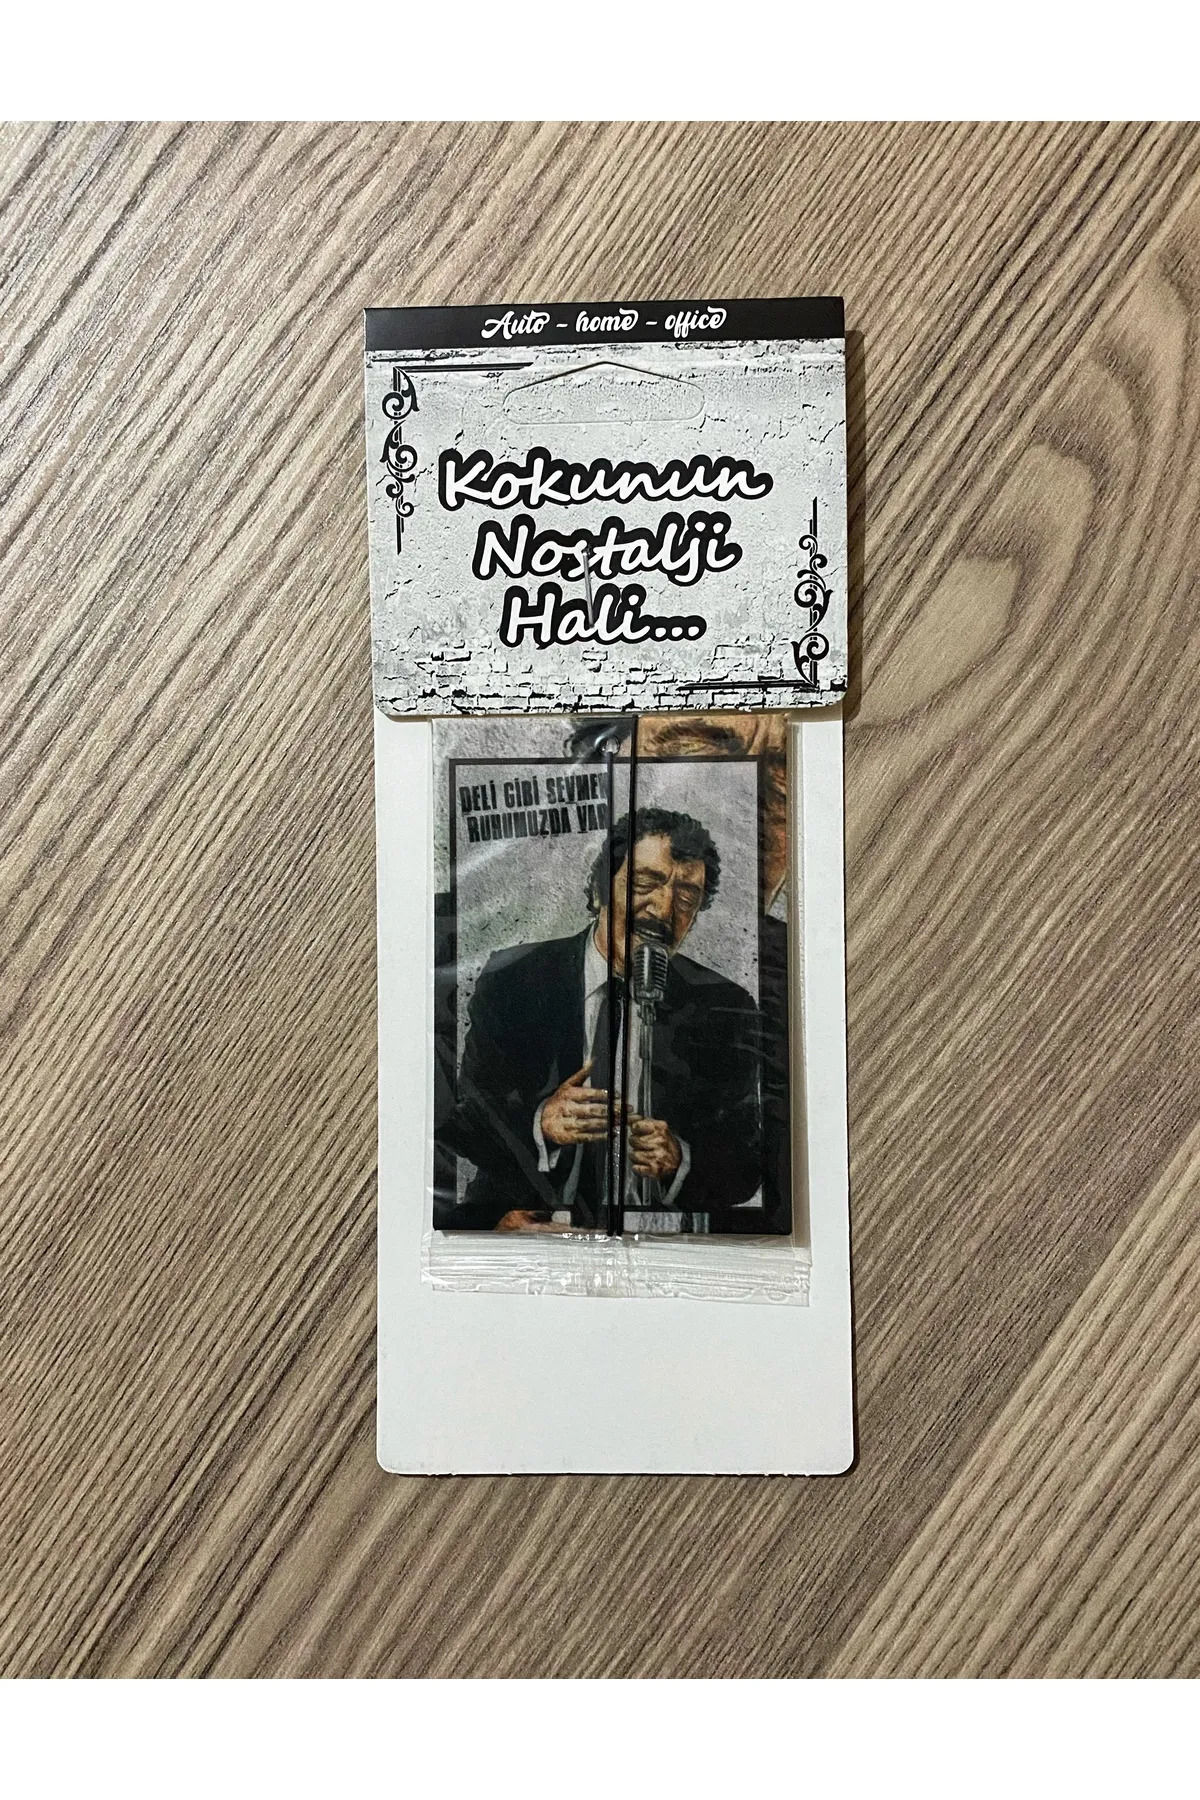 Auto - home - office
Kokunun
Nostalji
Hali...
DELİ GİBİ SEVMEK
RUHUMUZDA VAR